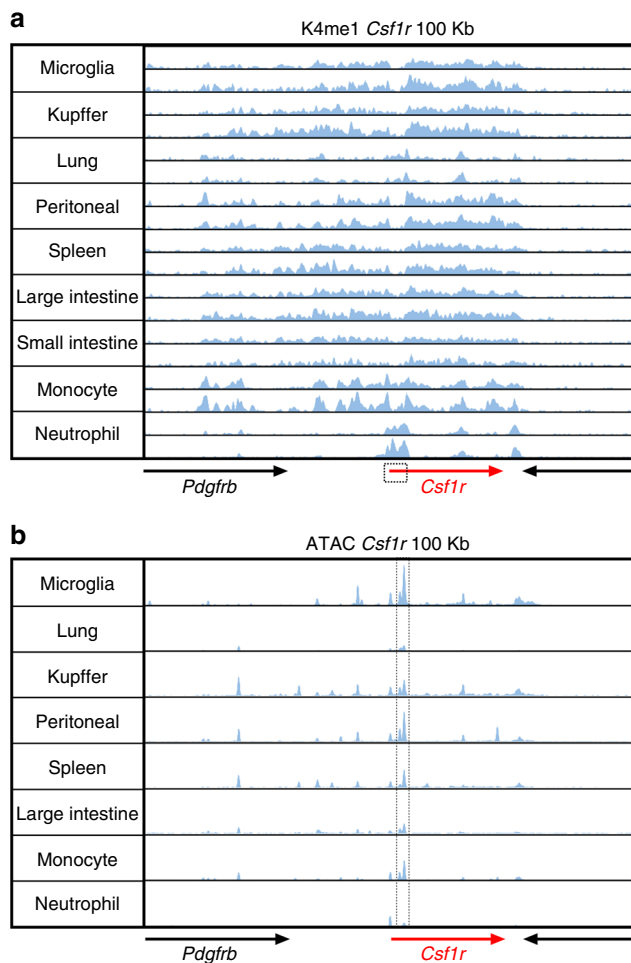 a
K4me1 Csf1r 100 Kb
Microglia
Kupffer
Lung
Peritoneal
Spleen
Large intestine
Small intestine
Monocyte
Neutrophil
Pdgfrb
Csf1r
b
ATAC Csf1r 100 Kb
Microglia
Lung
Kupffer
Peritoneal
Spleen
Large intestine
Monocyte
Neutrophil
Pdgfrb
Csf1r